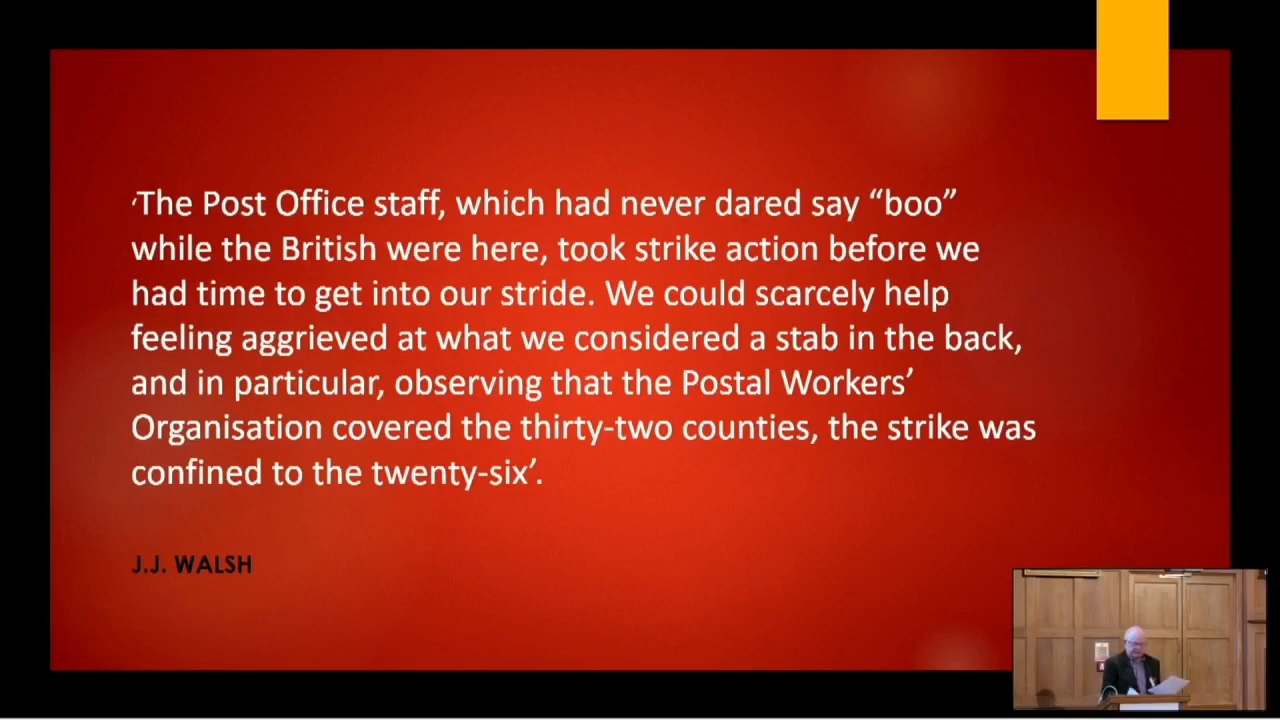 ‘The Post Office staff, which had never dared say “boo”
while the British were here, took strike action before we
had time to get into our stride. We could scarcely help
feeling aggrieved at what we considered a stab in the back,
and in particular, observing that the Postal Workers’
Organisation covered the thirty-two counties, the strike was
confined to the twenty-six’.
J.J. WALSH